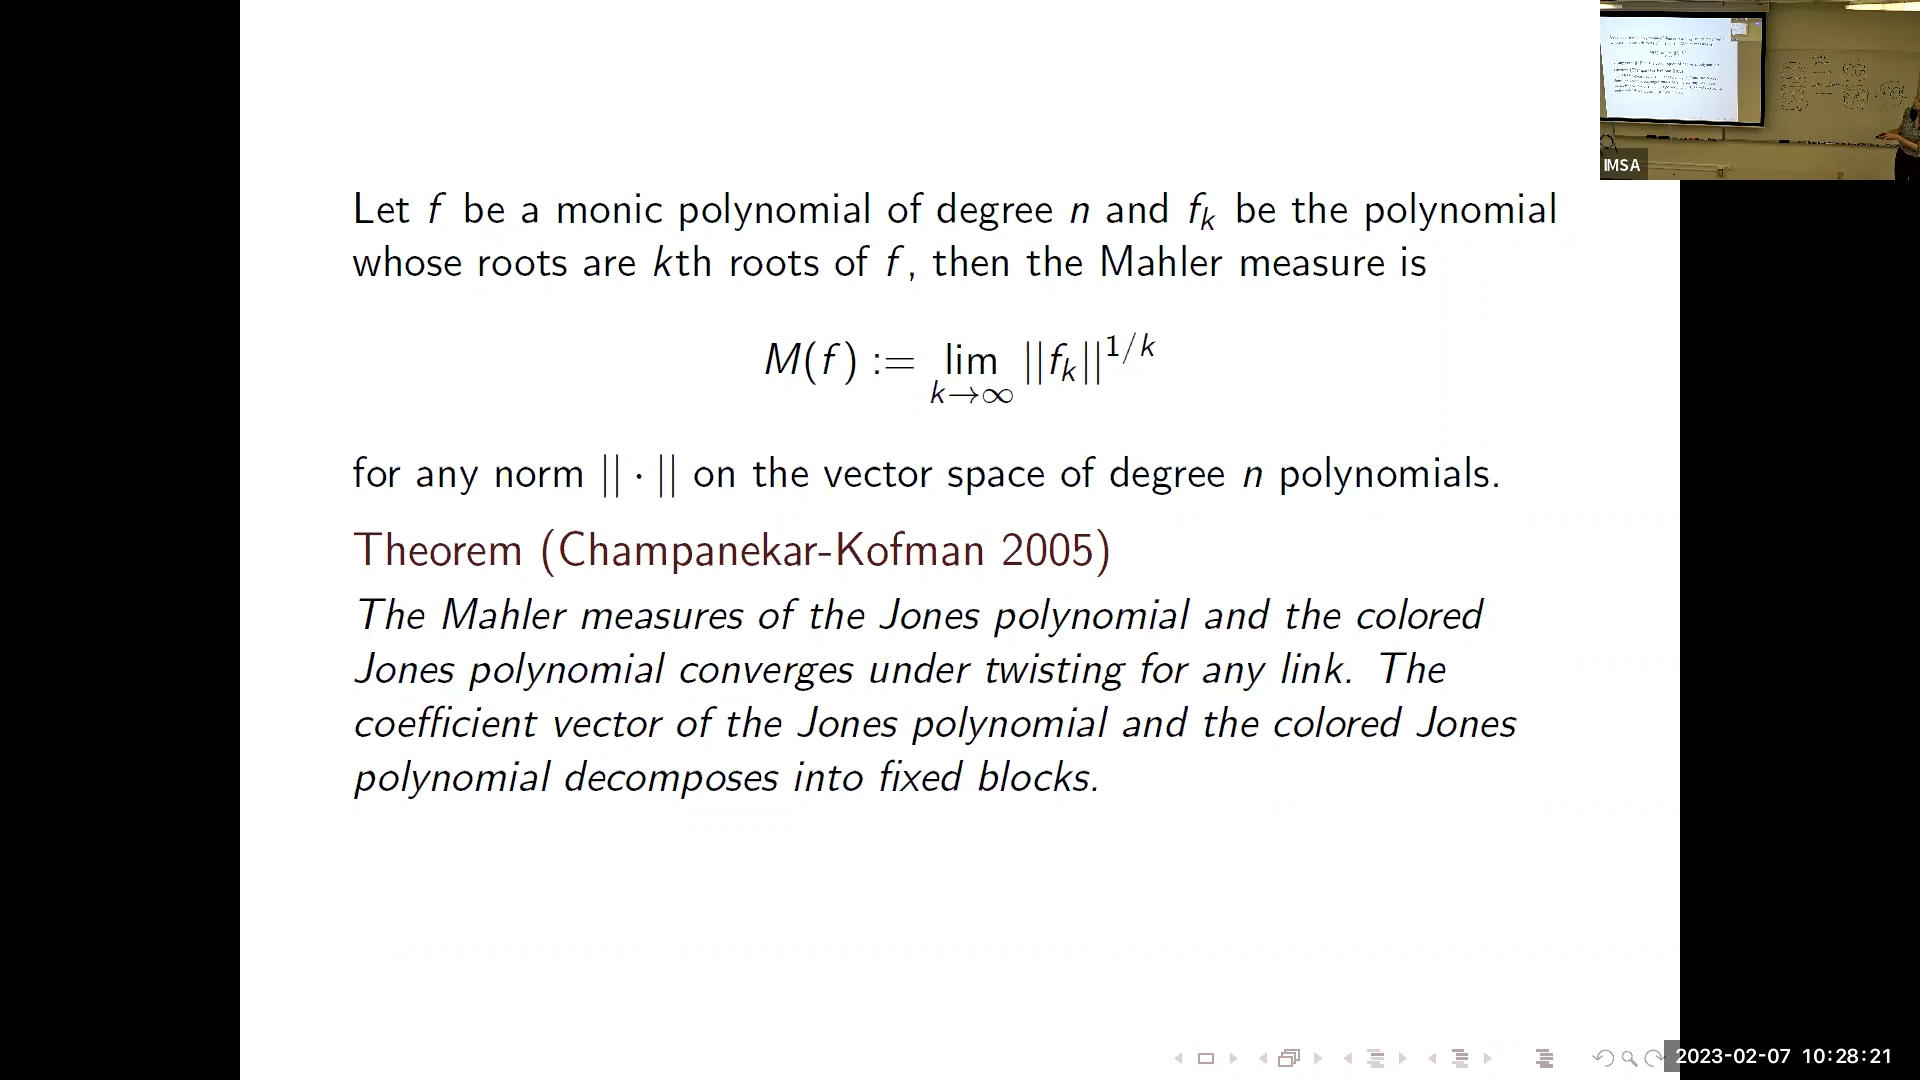 IMSA
Let f be a monic polynomial of degree n and fₖ be the polynomial
whose roots are kth roots of f, then the Mahler measure is
M(f) := lim ||fₖ||^{1/k}
k→∞
for any norm || · || on the vector space of degree n polynomials.
Theorem (Champanekar-Kofman 2005)
The Mahler measures of the Jones polynomial and the colored
Jones polynomial converges under twisting for any link. The
coefficient vector of the Jones polynomial and the colored Jones
polynomial decomposes into fixed blocks.
2023-02-07 10:28:21